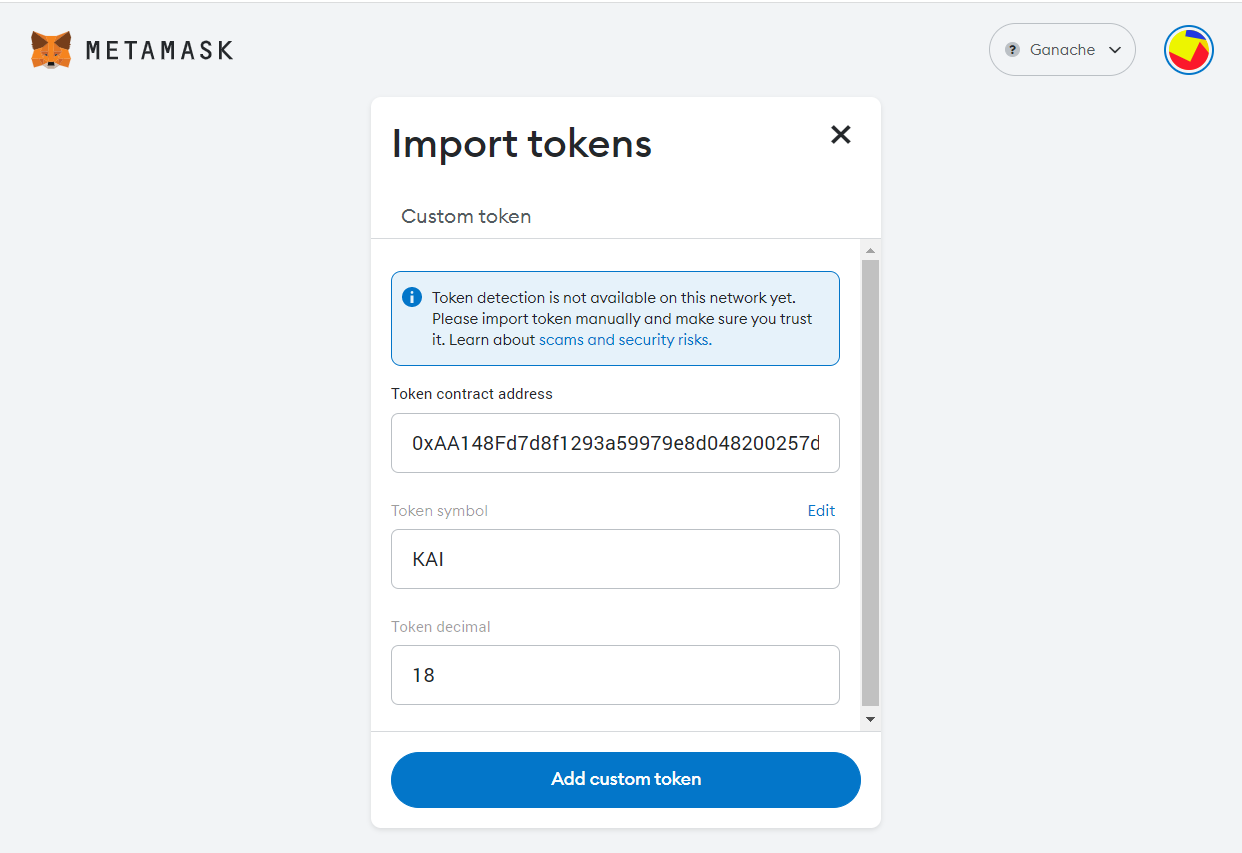 METAMASK
? Ganache
Import tokens
Custom token
Token detection is not available on this network yet.
Please import token manually and make sure you trust
it. Learn about scams and security risks.
Token contract address
0xAA148Fd7d8f1293a59979e8d048200257d
Token symbol
Edit
KAI
Token decimal
18
Add custom token